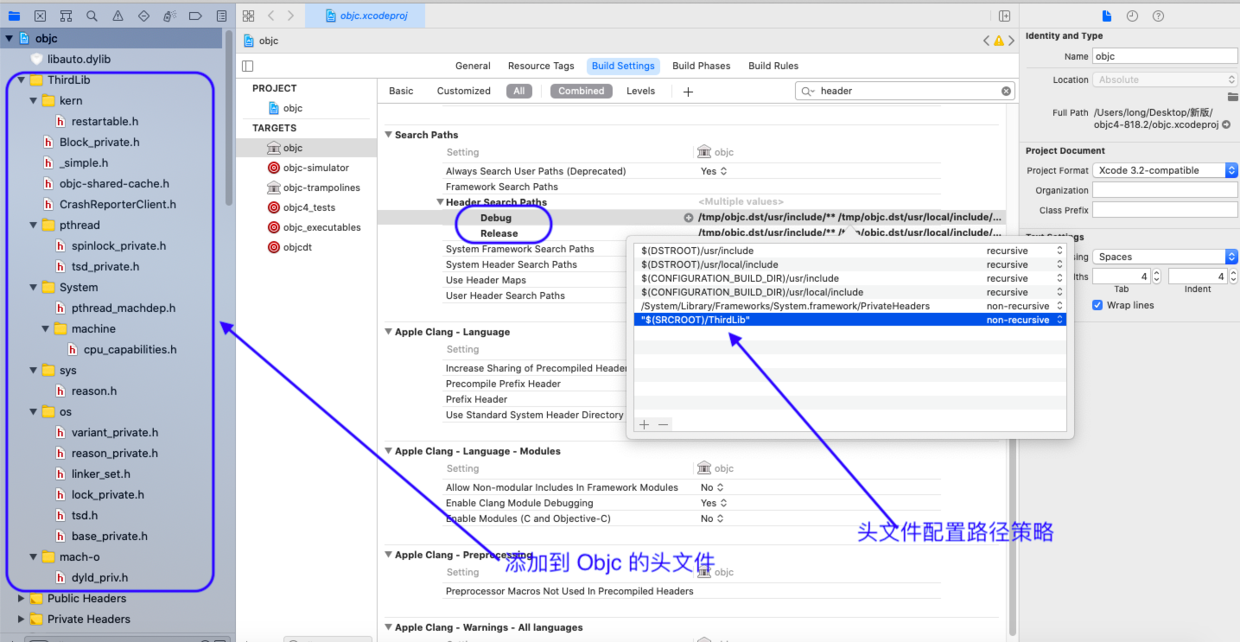 objc.xcodeproj
objc
libauto.dylib
ThirdLib
kern
restartable.h
Block_private.h
_simple.h
objc-shared-cache.h
CrashReporterClient.h
pthread
spinlock_private.h
tsd_private.h
System
pthread_machdep.h
machine
cpu_capabilities.h
sys
reason.h
os
variant_private.h
reason_private.h
linker_set.h
lock_private.h
tsd.h
base_private.h
mach-o
dyld_priv.h
Public Headers
Private Headers
objc
General Resource Tags Build Settings Build Phases Build Rules
PROJECT
objc
TARGETS
objc
objc-simulator
objc-trampolines
objc4_tests
objc_executables
objcdt
Basic Customized All Combined Levels + header
Search Paths
Setting objc
Always Search User Paths (Deprecated) Yes
Framework Search Paths
Header Search Paths <Multiple values>
Debug /tmp/objc.dst/usr/include/** /tmp/objc.dst/usr/local/include/...
Release /tmp/objc.dst/usr/include/** /tmp/objc.dst/usr/local/include/...
System Framework Search Paths
System Header Search Paths
Use Header Maps
User Header Search Paths
$(DSTROOT)/usr/include recursive
$(DSTROOT)/usr/local/include recursive
$(CONFIGURATION_BUILD_DIR)/usr/include recursive
$(CONFIGURATION_BUILD_DIR)/usr/local/include recursive
/System/Library/Frameworks/System.framework/PrivateHeaders non-recursive
"$(SRCROOT)/ThirdLib" non-recursive
+ —
Apple Clang - Language
Setting
Increase Sharing of Precompiled Header
Precompile Prefix Header
Prefix Header
Use Standard System Header Directory
Apple Clang - Language - Modules
Setting objc
Allow Non-modular Includes In Framework Modules No
Enable Clang Module Debugging Yes
Enable Modules (C and Objective-C) No
Apple Clang - Preprocessing
Setting objc
Preprocessor Macros Not Used In Precompiled Headers
Apple Clang - Warnings - All languages
添加到 Objc 的头文件
头文件配置路径策略
Identity and Type
Name objc
Location Absolute
Full Path /Users/long/Desktop/新版/
objc4-818.2/objc.xcodeproj
Project Document
Project Format Xcode 3.2-compatible
Organization
Class Prefix
Text Settings
Spaces
4 4
Tab Indent
Wrap lines